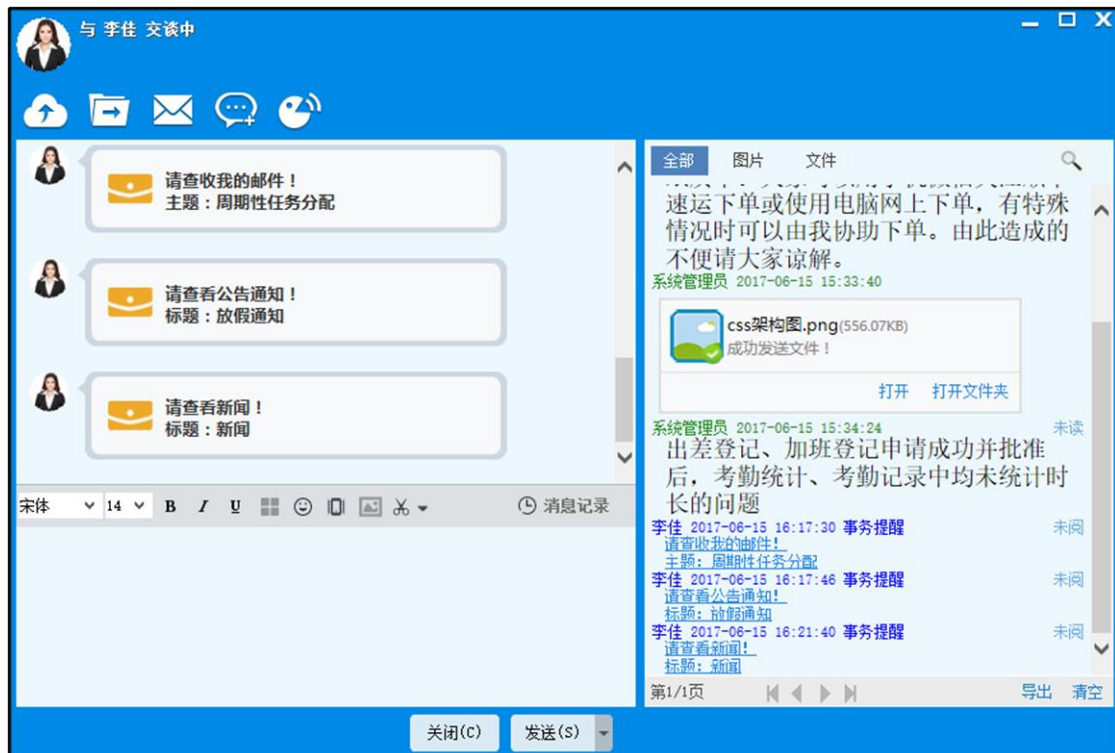 与 李佳 交谈中
请查收我的邮件！
主题：周期性任务分配
请查看公告通知！
标题：放假通知
请查看新闻！
标题：新闻
宋体 14 B I U 消息记录
关闭(C) 发送(S)
全部 图片 文件
速运下单或使用电脑网上下单，有特殊
情况时可以由我协助下单。由此造成的
不便请大家谅解。
系统管理员 2017-06-15 15:33:40
css架构图.png(556.07KB)
成功发送文件！
打开 打开文件夹
系统管理员 2017-06-15 15:34:24 未读
出差登记、加班登记申请成功并批准
后，考勤统计、考勤记录中均未统计时
长的问题
李佳 2017-06-15 16:17:30 事务提醒 未阅
请查收我的邮件！
主题：周期性任务分配
李佳 2017-06-15 16:17:46 事务提醒 未阅
请查看公告通知！
标题：放假通知
李佳 2017-06-15 16:21:40 事务提醒 未阅
请查看新闻！
标题：新闻
第1/1页 导出 清空